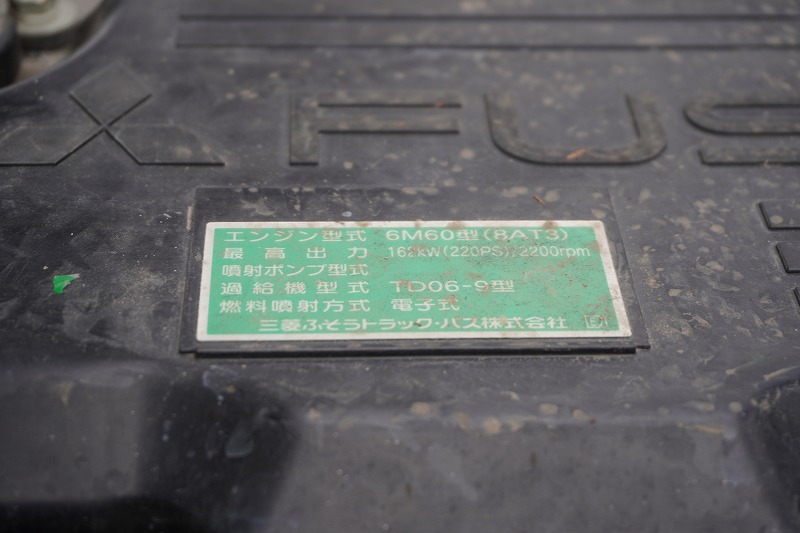 FUS
エンジン型式 6M60型(8AT3)
最高出力 162KW(220PS)/2200rpm
噴射ポンプ型式
過給機型式 TD06-9型
燃料噴射方式 電子式
三菱ふそうトラック・バス株式会社